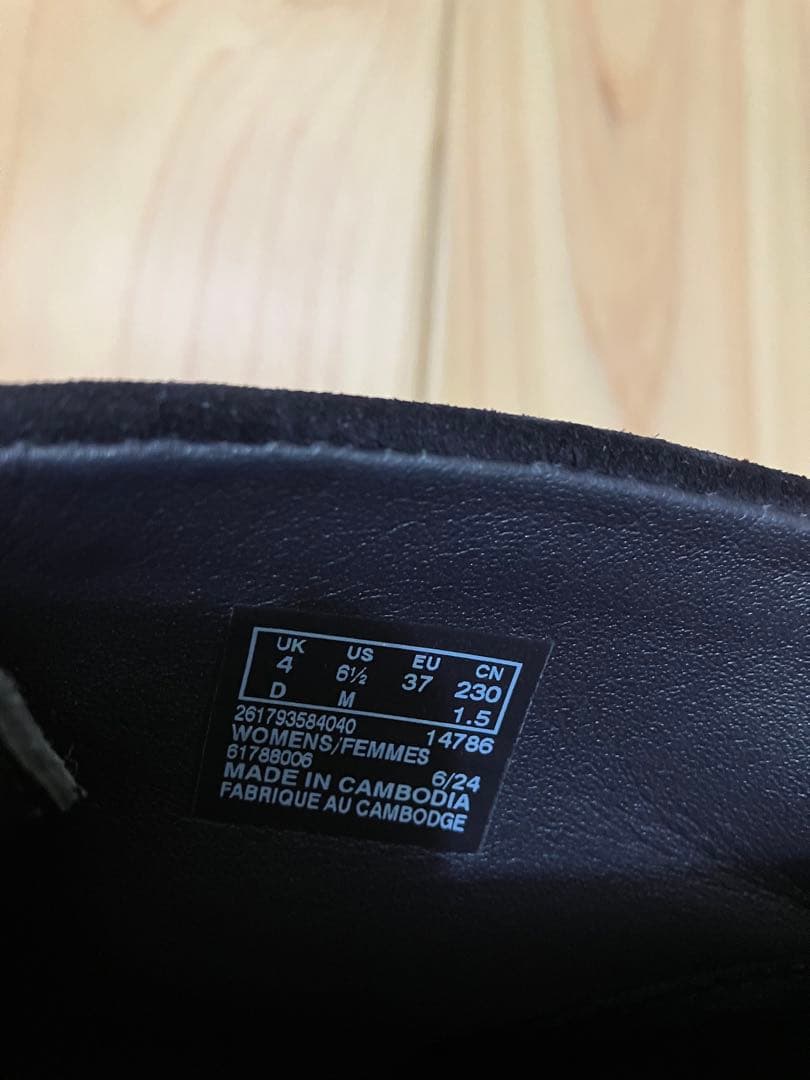 UK US EU CN
4 6½ 37 230
D M 1.5
261793584040 14786
WOMENS/FEMMES
61788006 6/24
MADE IN CAMBODIA
FABRIQUE AU CAMBODGE